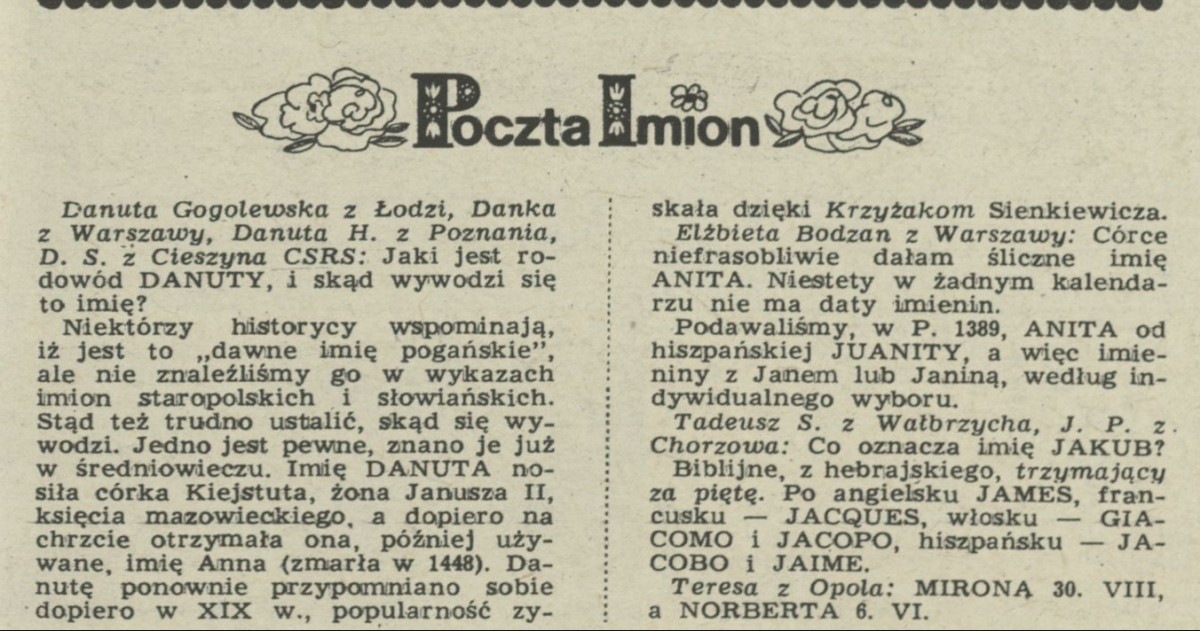 Poczta Imion
Danuta Gogolewska z Łodzi, Danka
z Warszawy, Danuta H. z Poznania,
D. S. z Cieszyna CSRS: Jaki jest ro-
dowód DANUTY, i skąd wywodzi się
to imię?
Niektórzy historycy wspominają,
iż jest to „dawne imię pogańskie”,
ale nie znaleźliśmy go w wykazach
imion staropolskich i słowiańskich.
Stąd też trudno ustalić, skąd się wy-
wodzi. Jedno jest pewne, znano je już
w średniowieczu. Imię DANUTA no-
siła córka Kiejstuta, żona Janusza II,
księcia mazowieckiego, a dopiero na
chrzcie otrzymała ona, później uży-
wane, imię Anna (zmarła w 1448). Da-
nutę ponownie przypomniano sobie
dopiero w XIX w., popularność zy-
skała dzięki Krzyżakom Sienkiewicza.
Elżbieta Bodzan z Warszawy: Córce
niefrasobliwie dałam śliczne imię
ANITA. Niestety w żadnym kalenda-
rzu nie ma daty imienin.
Podawaliśmy, w P. 1389, ANITA od
hiszpańskiej JUANITY, a więc imie-
niny z Janem lub Janiną, według in-
dywidualnego wyboru.
Tadeusz S. z Wałbrzycha, J. P. z
Chorzowa: Co oznacza imię JAKUB?
Biblijne, z hebrajskiego, trzymający
za piętę. Po angielsku JAMES, fran-
cusku — JACQUES, włosku — GIA-
COMO i JACOPO, hiszpańsku — JA-
COBO i JAIME.
Teresa z Opola: MIRONA 30. VIII,
a NORBERTA 6. VI.